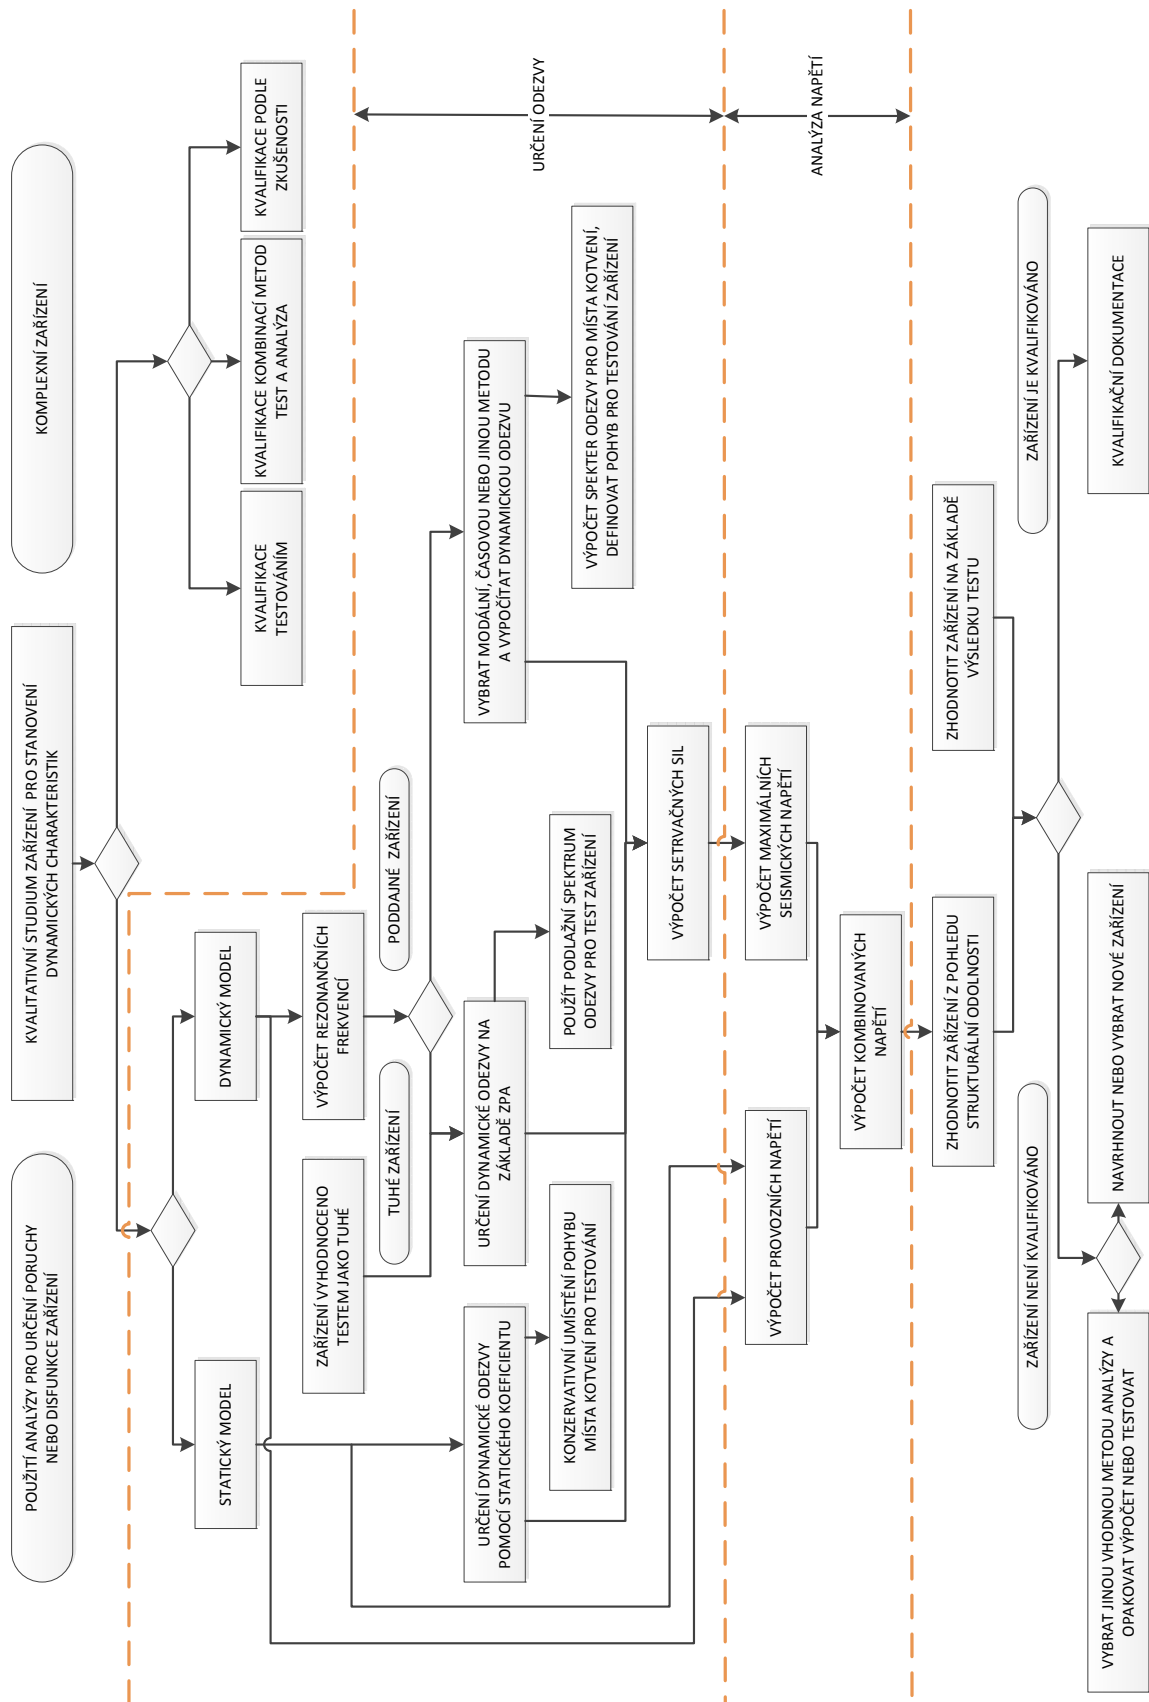 POUŽITÍ ANALÝZY PRO URČENÍ PORUCHY
NEBO DISFUNKCE ZAŘÍZENÍ
KVALITATIVNÍ STUDIUM ZAŘÍZENÍ PRO STANOVENÍ
DYNAMICKÝCH CHARAKTERISTIK
KOMPLEXNÍ ZAŘÍZENÍ
STATICKÝ MODEL
DYNAMICKÝ MODEL
KVALIFIKACE
TESTOVÁNÍM
KVALIFIKACE KOMBINACÍ METOD
TEST A ANALÝZA
KVALIFIKACE PODLE
ZKUŠENOSTI
ZAŘÍZENÍ VYHODNOCENO
TESTEM JAKO TUHÉ
VÝPOČET REZONANČNÍCH
FREKVENCÍ
TUHÉ ZAŘÍZENÍ
PODDAJNÉ ZAŘÍZENÍ
URČENÍ DYNAMICKÉ ODEZVY
POMOCÍ STATICKÉHO KOEFICIENTU
URČENÍ DYNAMICKÉ ODEZVY NA
ZÁKLADĚ ZPA
VYBRAT MODÁLNÍ, ČASOVOU NEBO JINOU METODU
A VYPOČÍTAT DYNAMICKOU ODEZVU
URČENÍ ODEZVY
KONZERVATIVNÍ UMÍSTĚNÍ POHYBU
MÍSTA KOTVENÍ PRO TESTOVÁNÍ
POUŽÍT PODLAŽNÍ SPEKTRUM
ODEZVY PRO TEST ZAŘÍZENÍ
VÝPOČET SPEKTER ODEZVY PRO MÍSTA KOTVENÍ,
DEFINOVAT POHYB PRO TESTOVÁNÍ ZAŘÍZENÍ
VÝPOČET SETRVAČNÝCH SIL
VÝPOČET PROVOZNÍCH NAPĚTÍ
VÝPOČET MAXIMÁLNÍCH
SEISMICKÝCH NAPĚTÍ
ANALÝZA NAPĚTÍ
VÝPOČET KOMBINOVANÝCH
NAPĚTÍ
ZHODNOTIT ZAŘÍZENÍ Z POHLEDU
STRUKTURÁLNÍ ODOLNOSTI
ZHODNOTIT ZAŘÍZENÍ NA ZÁKLADĚ
VÝSLEDKU TESTU
ZAŘÍZENÍ NENÍ KVALIFIKOVÁNO
ZAŘÍZENÍ JE KVALIFIKOVÁNO
VYBRAT JINOU VHODNOU METODU ANALÝZY A
OPAKOVAT VÝPOČET NEBO TESTOVAT
NAVRHNOUT NEBO VYBRAT NOVÉ ZAŘÍZENÍ
KVALIFIKAČNÍ DOKUMENTACE